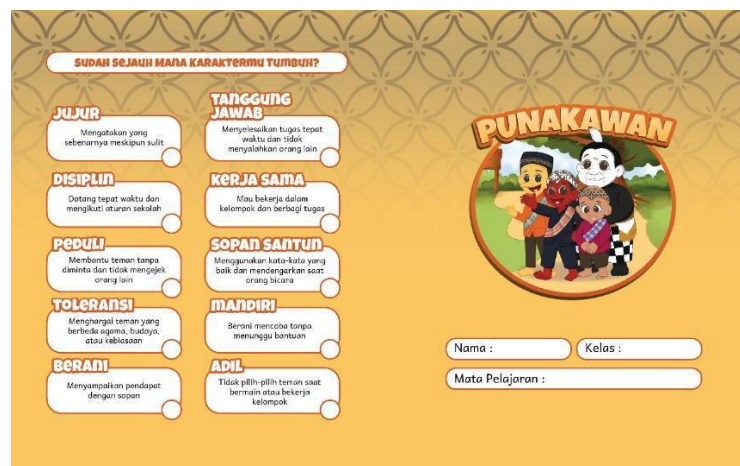 SUDAH SEJAUH MANA KARAKTERMU TUMBUH?
JUJUR
Mengatakan yang
sebenarnya meskipun sulit
DISIPLIN
Datang tepat waktu dan
mengikuti aturan sekolah
PEDULI
Membantu teman tanpa
diminta dan tidak mengejek
orang lain
TOLERANSI
Menghargai teman yang
berbeda agama, budaya,
atau kebiasaan
BERANI
Menyampaikan pendapat
dengan sopan
TANGGUNG
JAWAB
Menyelesaikan tugas tepat
waktu dan tidak
menyalahkan orang lain
KERJA SAMA
Mau bekerja dalam
kelompok dan berbagi tugas
SOPAN SANTUN
Menggunakan kata-kata yang
baik dan mendengarkan saat
orang bicara
MANDIRI
Berani mencoba tanpa
menunggu bantuan
ADIL
Tidak pilih-pilih teman saat
bermain atau bekerja
kelompok
PUNAKAWAN
Nama :
Kelas :
Mata Pelajaran :